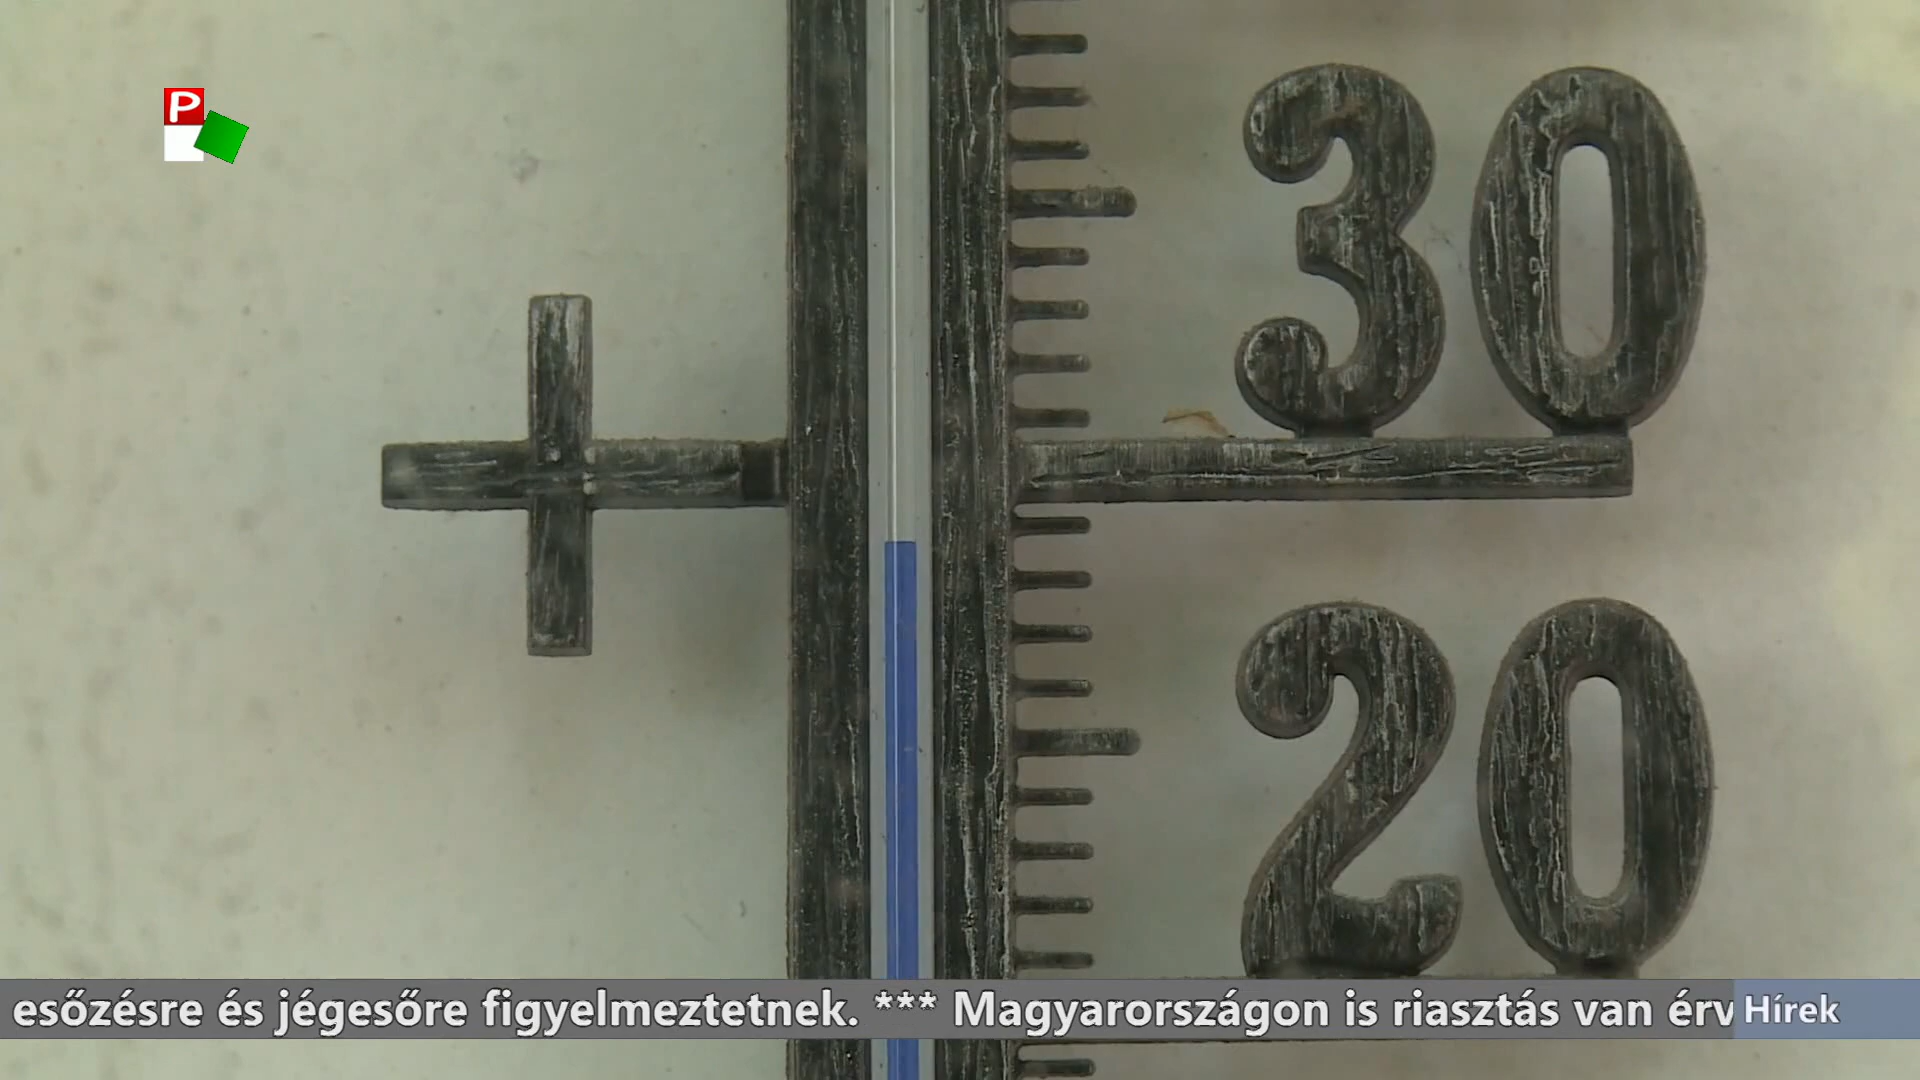 P
30
20
esőzésre és jégesőre figyelmeztetnek. *** Magyarországon is riasztás van érv
Hírek